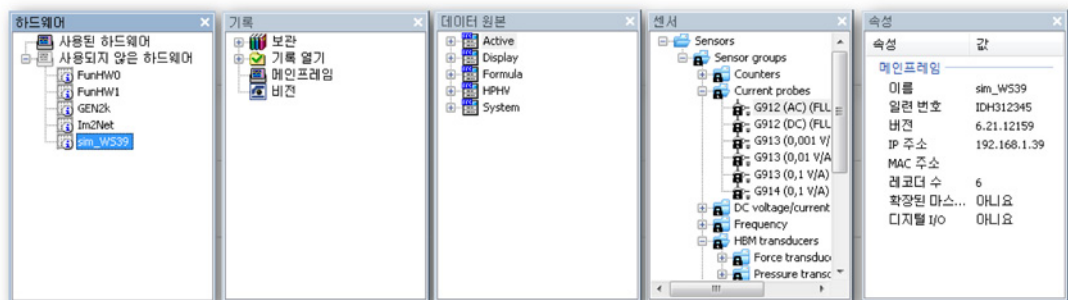 하드웨어
사용된 하드웨어
사용되지 않은 하드웨어
FunHW0
FunHW1
GEN2k
Im2Net
sim_WS39
기록
보관
기록 열기
메인프레임
비젼
데이터 원본
Active
Display
Formula
HPHV
System
센서
Sensors
Sensor groups
Counters
Current probes
G912 (AC) (FLU
G912 (DC) (FLU
G913 (0,001 V/
G913 (0,01 V/A
G913 (0,1 V/A)
G914 (0,1 V/A)
DC voltage/current
Frequency
HBM transducers
Force transduc
Pressure transc
속성
속성 값
메인프레임
이름 sim_WS39
일련 번호 IDH312345
버젼 6.21.12159
IP 주소 192.168.1.39
MAC 주소
레코더 수 6
확장된 마스... 아니요
디지털 I/O 아니요